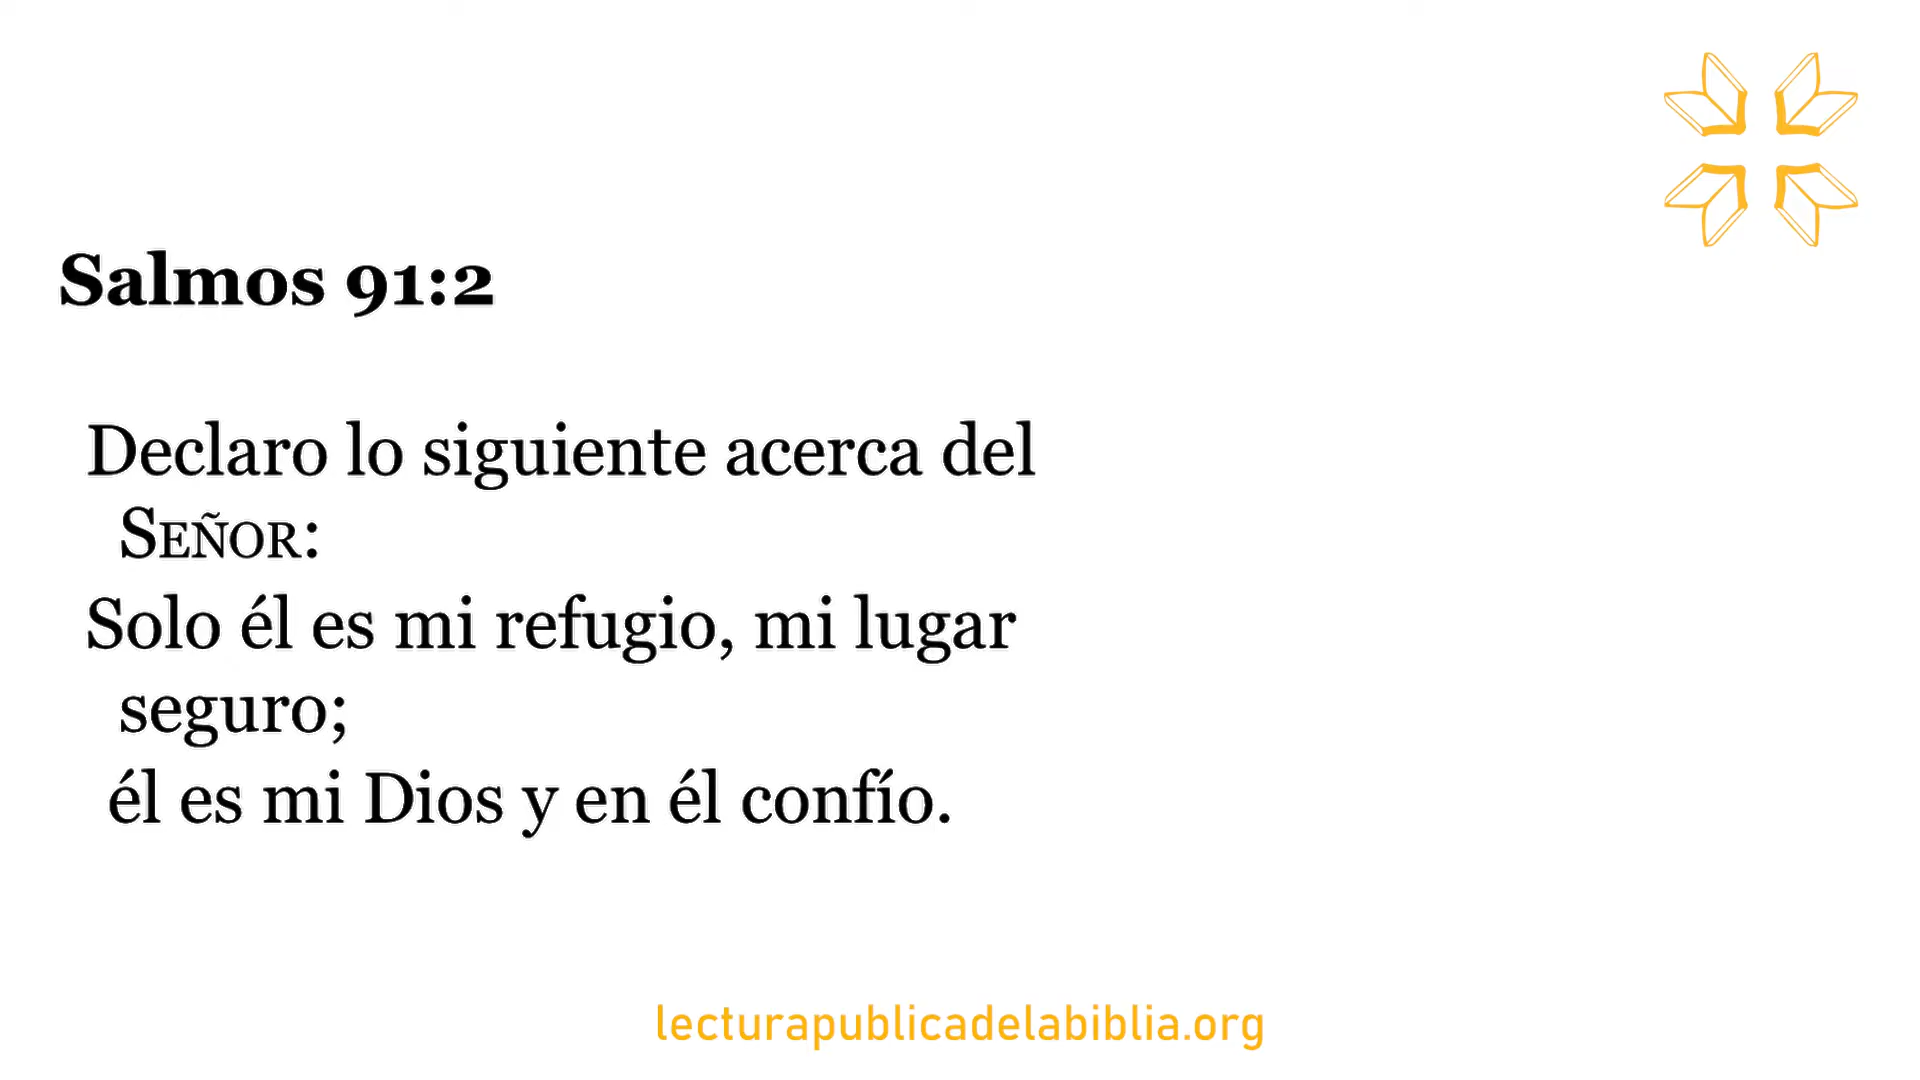 Salmos 91:2
Declaro lo siguiente acerca del
SEÑOR:
Solo él es mi refugio, mi lugar
seguro;
él es mi Dios y en él confío.
lecturapublicadelabiblia.org